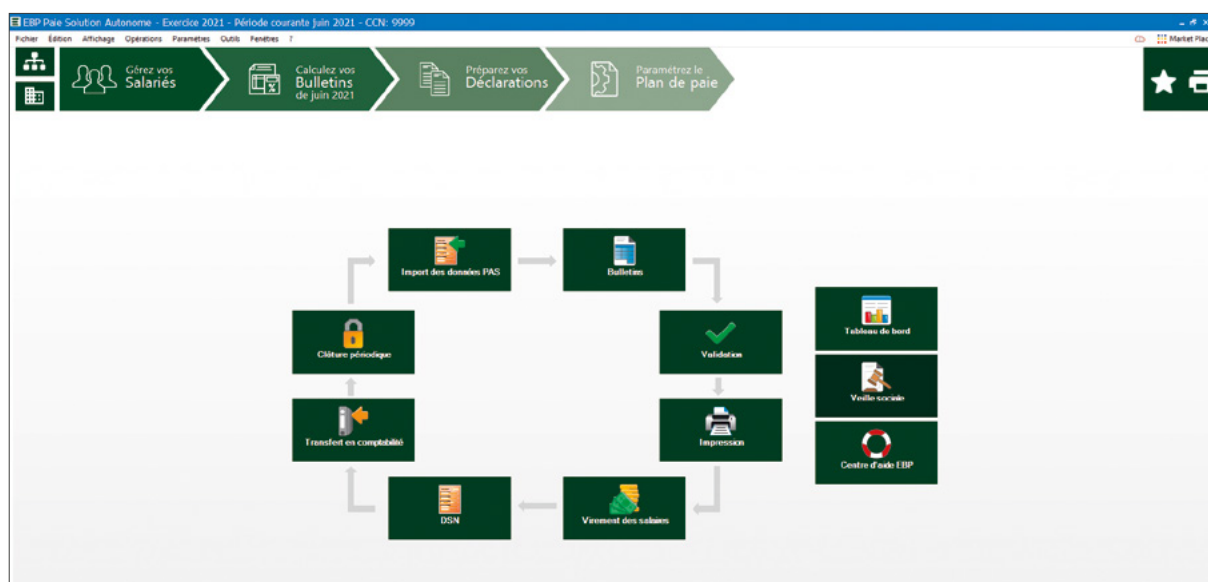 EBP Paie Solution Autonome - Exercice 2021 - Période courante Juin 2021 - CCN: 9999
Fichier Édition Affichage Opérations Paramètres Outils Fenêtres ?
Market Plac
Gérez vos
Salariés
Calculez vos
Bulletins
de juin 2021
Préparez vos
Déclarations
Paramétrez le
Plan de paie
Import des données PAS
Bulletins
Clôture périodique
Validation
Tableau de bord
Veille sociale
Transfert en comptabilité
Impression
Centre d'aide EBP
DSN
Virement des salaires